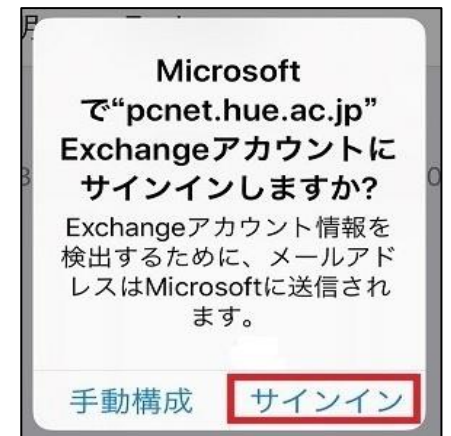 Microsoft
で“pcnet.hue.ac.jp”
Exchangeアカウントに
サインインしますか?
Exchangeアカウント情報を
検出するために、メールアド
レスはMicrosoftに送信され
ます。
手動構成 サインイン